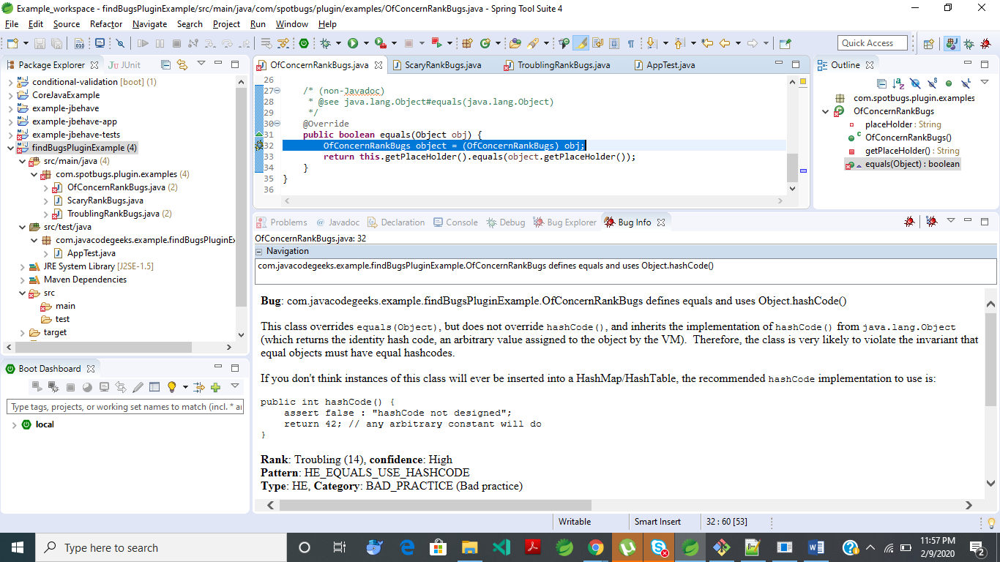 Example_workspace - findBugsPluginExample/src/main/java/com/spotbugs/plugin/examples/OfConcernRankBugs.java - Spring Tool Suite 4
File Edit Source Refactor Navigate Search Project Run Window Help
Quick Access
Package Explorer
JUnit
conditional-validation [boot] (1)
CoreJavaExample
example-jbehave
example-jbehave-app
example-jbehave-tests
findBugsPluginExample (4)
src/main/java (4)
com.spotbugs.plugin.examples (4)
OfConcernRankBugs.java (2)
ScaryRankBugs.java
TroublingRankBugs.java (2)
src/test/java
com.javacodegeeks.example.findBugsPluginEx
AppTest.java
JRE System Library [J2SE-1.5]
Maven Dependencies
src
main
test
target
Boot Dashboard
Type tags, projects, or working set names to match (incl. * ar
local
OfConcernRankBugs.java ScaryRankBugs.java TroublingRankBugs.java AppTest.java
26
27 /* (non-Javadoc)
28 * @see java.lang.Object#equals(java.lang.Object)
29 */
30 @Override
31 public boolean equals(Object obj) {
32 OfConcernRankBugs object = (OfConcernRankBugs) obj;
33 return this.getPlaceHolder().equals(object.getPlaceHolder());
34 }
35 }
36
Outline
com.spotbugs.plugin.examples
OfConcernRankBugs
placeHolder : String
OfConcernRankBugs()
getPlaceHolder() : String
equals(Object) : boolean
Problems @ Javadoc Declaration Console Debug Bug Explorer Bug Info
OfConcernRankBugs.java: 32
Navigation
com.javacodegeeks.example.findBugsPluginExample.OfConcernRankBugs defines equals and uses Object.hashCode()
Bug: com.javacodegeeks.example.findBugsPluginExample.OfConcernRankBugs defines equals and uses Object.hashCode()
This class overrides equals(Object), but does not override hashCode(), and inherits the implementation of hashCode() from java.lang.Object
(which returns the identity hash code, an arbitrary value assigned to the object by the VM). Therefore, the class is very likely to violate the invariant that
equal objects must have equal hashcodes.
If you don't think instances of this class will ever be inserted into a HashMap/HashTable, the recommended hashCode implementation to use is:
public int hashCode() {
assert false : "hashCode not designed";
return 42; // any arbitrary constant will do
}
Rank: Troubling (14), confidence: High
Pattern: HE_EQUALS_USE_HASHCODE
Type: HE, Category: BAD_PRACTICE (Bad practice)
Writable Smart Insert 32 : 60 [53]
Type here to search
11:57 PM
2/9/2020
2